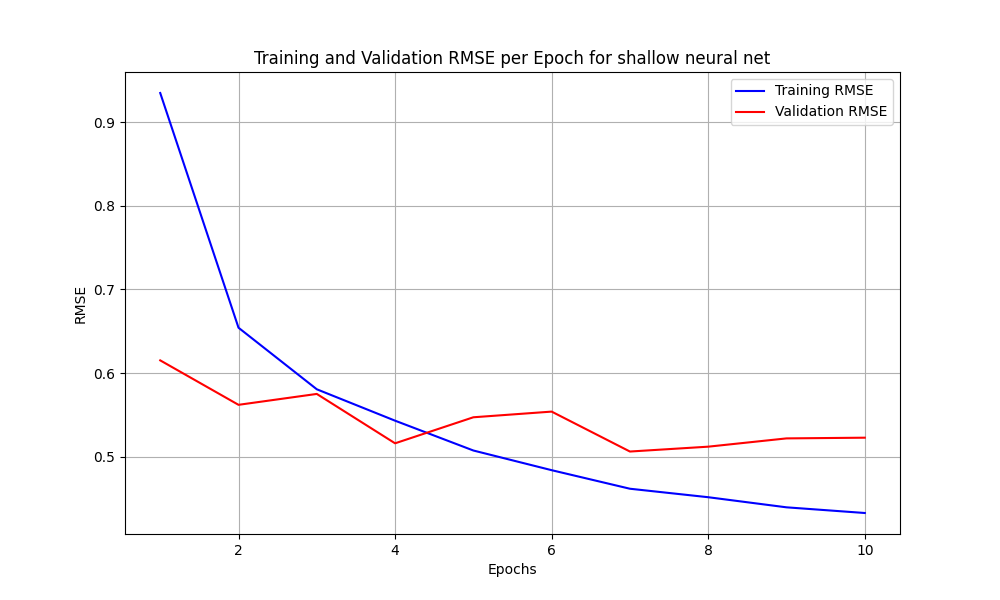 Training and Validation RMSE per Epoch for shallow neural net
Training RMSE
Validation RMSE
0.9
0.8
0.7
0.6
0.5
RMSE
2
4
6
8
10
Epochs